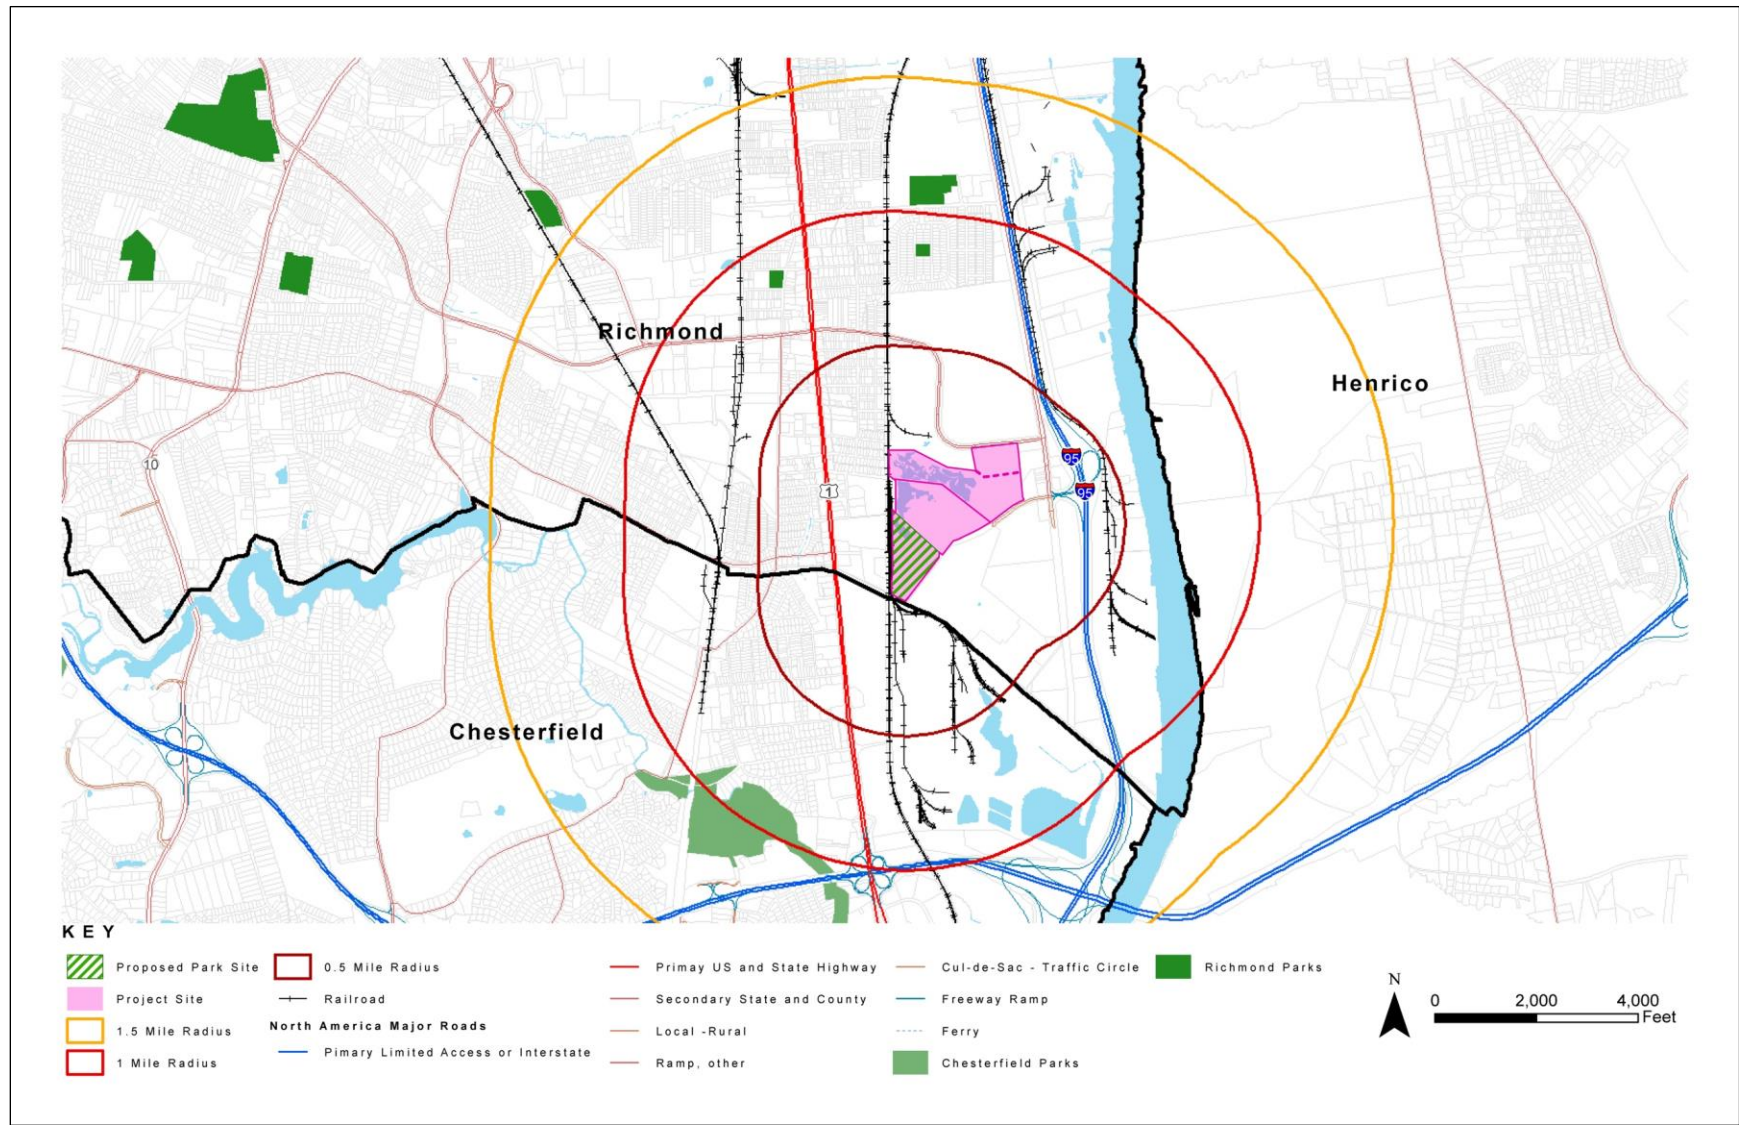 Richmond
Henrico
95
10
1
95
Chesterfield
KEY
Proposed Park Site
Project Site
1.5 Mile Radius
1 Mile Radius
0.5 Mile Radius
Railroad
North America Major Roads
Pimary Limited Access or Interstate
Primay US and State Highway
Secondary State and County
Local -Rural
Ramp, other
Cul-de-Sac - Traffic Circle
Freeway Ramp
Ferry
Chesterfield Parks
Richmond Parks
N
0 2,000 4,000
Feet